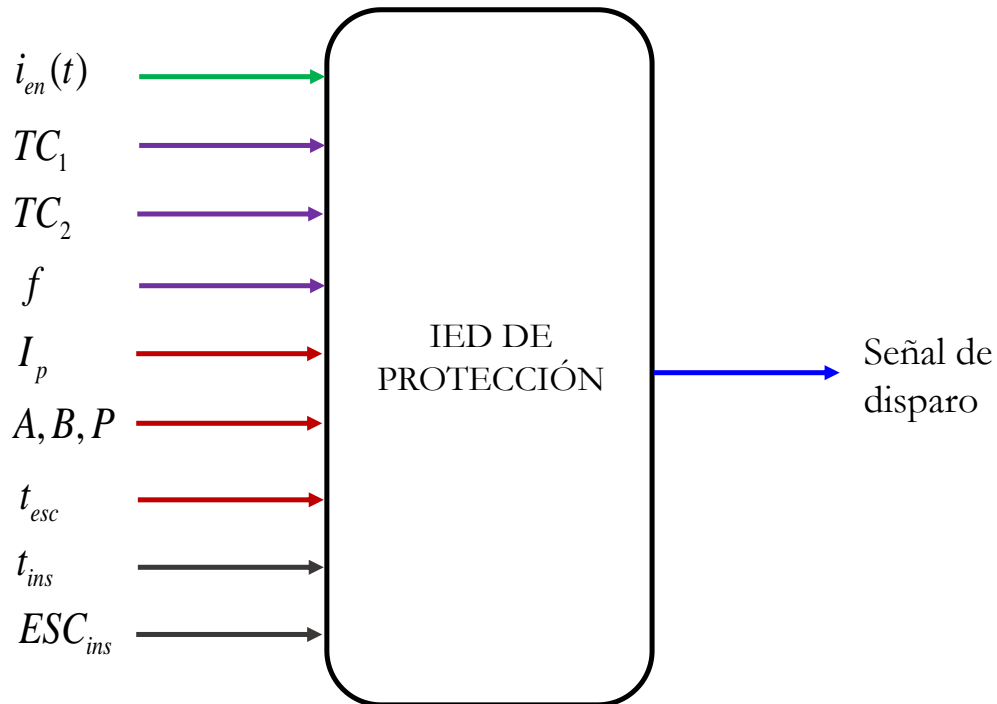 i_en(t)
TC_1
TC_2
f
I_p
A, B, P
t_esc
t_ins
ESC_ins
IED DE
PROTECCIÓN
Señal de
disparo